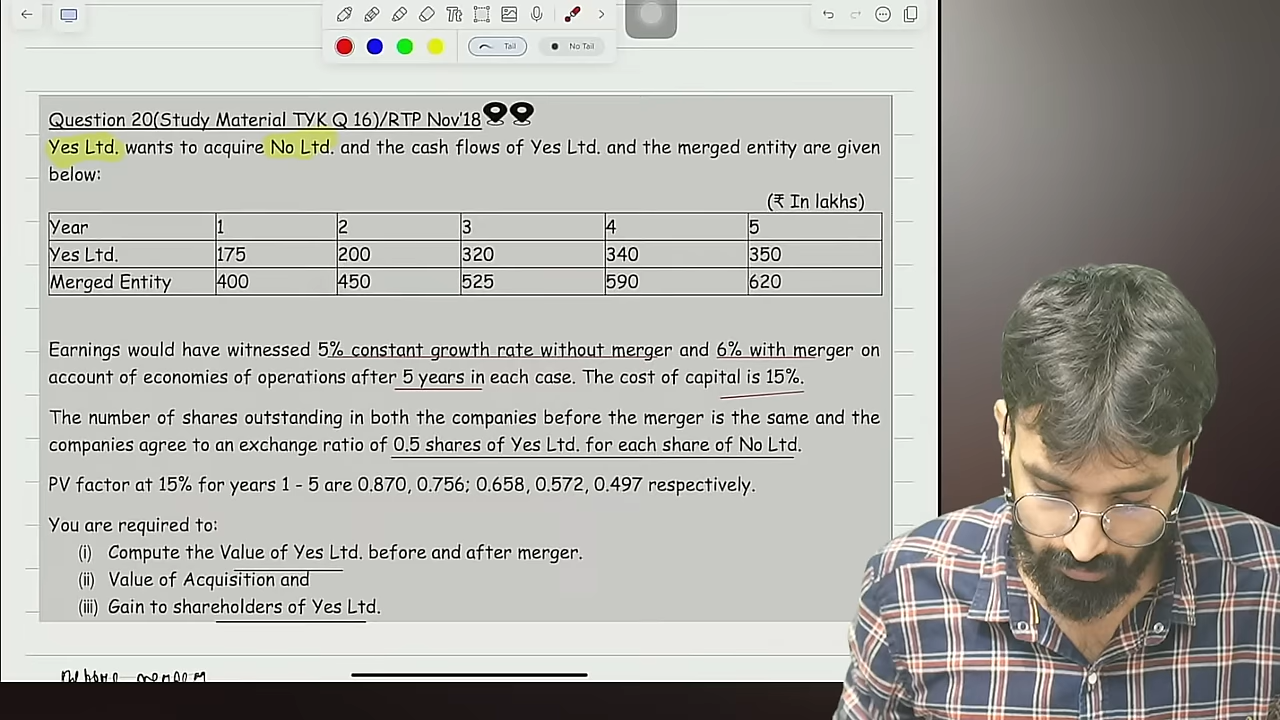 Tt
Tail
No Tail
Question 20(Study Material TYK Q 16)/RTP Nov'18
Yes Ltd. wants to acquire No Ltd. and the cash flows of Yes Ltd. and the merged entity are given
below:
(₹ In lakhs)
Year 1 2 3 4 5
Yes Ltd. 175 200 320 340 350
Merged Entity 400 450 525 590 620
Earnings would have witnessed 5% constant growth rate without merger and 6% with merger on
account of economies of operations after 5 years in each case. The cost of capital is 15%.
The number of shares outstanding in both the companies before the merger is the same and the
companies agree to an exchange ratio of 0.5 shares of Yes Ltd. for each share of No Ltd.
PV factor at 15% for years 1 - 5 are 0.870, 0.756; 0.658, 0.572, 0.497 respectively.
You are required to:
(i) Compute the Value of Yes Ltd. before and after merger.
(ii) Value of Acquisition and
(iii) Gain to shareholders of Yes Ltd.